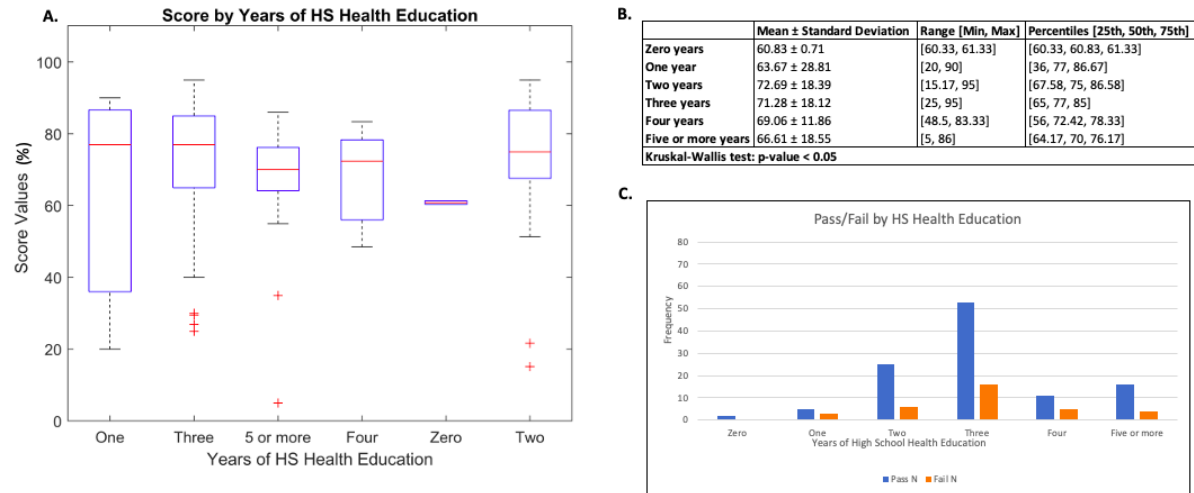 A.
Score by Years of HS Health Education
100
80
60
40
20
0
Score Values (%)
One Three 5 or more Four Zero Two
Years of HS Health Education
B.
Mean ± Standard Deviation Range [Min, Max] Percentiles [25th, 50th, 75th]
Zero years 60.83 ± 0.71 [60.33, 61.33] [60.33, 60.83, 61.33]
One year 63.67 ± 28.81 [20, 90] [36, 77, 86.67]
Two years 72.69 ± 18.39 [15.17, 95] [67.58, 75, 86.58]
Three years 71.28 ± 18.12 [25, 95] [65, 77, 85]
Four years 69.06 ± 11.86 [48.5, 83.33] [56, 72.42, 78.33]
Five or more years 66.61 ± 18.55 [5, 86] [64.17, 70, 76.17]
Kruskal-Wallis test: p-value < 0.05
C.
Pass/Fail by HS Health Education
80
70
60
50
40
30
20
10
0
Frequency
Zero One Two Three Four Five or more
Years of High School Health Education
Pass N Fail N